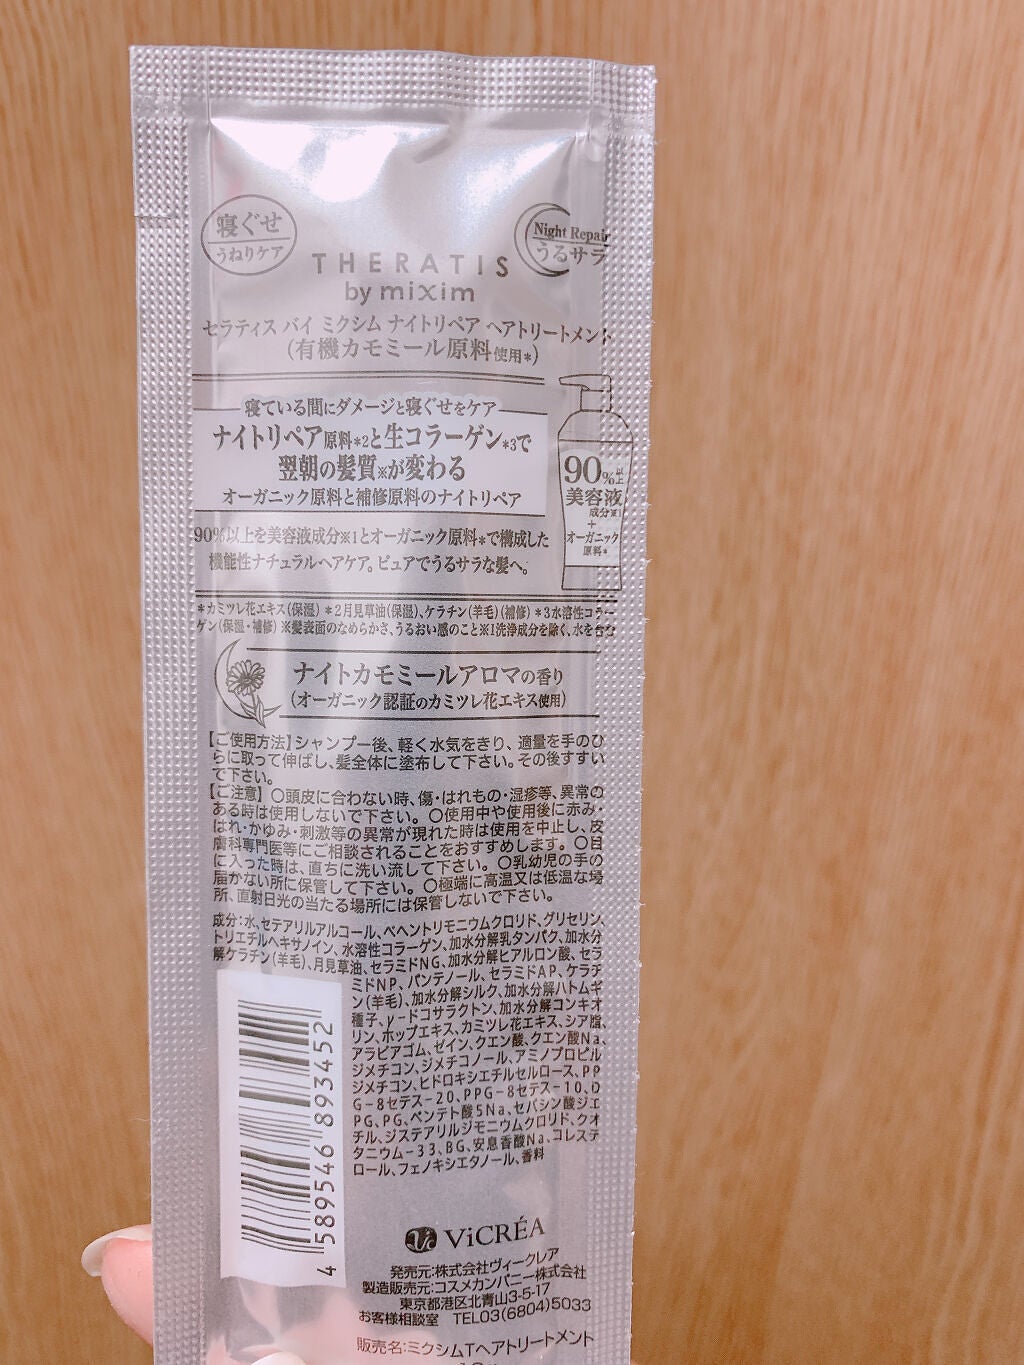 寝ぐせ
うねりケア
Night Repair
うるサラ
THERATIS
by mixim
セラティス バイ ミクシム ナイトリペア ヘアトリートメント
(有機カモミール原料使用*)
寝ている間にダメージと寝ぐせをケア
ナイトリペア原料*2と生コラーゲン*3で
翌朝の髪質※が変わる
オーガニック原料と補修原料のナイトリペア
90%以上
美容液
成分※1
+
オーガニック
原料*
90%以上を美容液成分※1とオーガニック原料*で構成した
機能性ナチュラルヘアケア。ピュアでうるサラな髪へ。
*カミツレ花エキス(保湿) *2月見草油(保湿)、ケラチン(羊毛)(補修) *3水溶性コラー
ゲン(保湿・補修) ※髪表面のなめらかさ、うるおい感のこと※1洗浄成分を除く、水を含む
ナイトカモミールアロマの香り
(オーガニック認証のカミツレ花エキス使用)
【ご使用方法】シャンプー後、軽く水気をきり、適量を手のひ
らに取って伸ばし、髪全体に塗布して下さい。その後すすい
で下さい。
【ご注意】〇頭皮に合わない時、傷・はれもの・湿疹等、異常の
ある時は使用しないで下さい。〇使用中や使用後に赤み・
はれ・かゆみ・刺激等の異常が現れた時は使用を中止し、皮
膚科専門医等にご相談されることをおすすめします。〇目
に入った時は、直ちに洗い流して下さい。〇乳幼児の手の
届かない所に保管して下さい。〇極端に高温又は低温な場
所、直射日光の当たる場所には保管しないで下さい。
成分:水、セテアリルアルコール、ベヘントリモニウムクロリド、グリセリン、
トリエチルヘキサノイン、水溶性コラーゲン、加水分解乳タンパク、加水分
解ケラチン(羊毛)、月見草油、セラミドNG、加水分解ヒアルロン酸、セラ
ミドNP、パンテノール、セラミドAP、ケラチ
ン(羊毛)、加水分解シルク、加水分解ハトムギ
種子、γ-ドコサラクトン、加水分解コンキオ
リン、ホップエキス、カミツレ花エキス、シア脂、
アラビアゴム、ゼイン、クエン酸、クエン酸Na、
ジメチコン、ジメチコノール、アミノプロピル
ジメチコン、ヒドロキシエチルセルロース、PP
G-8セテス-20、PPG-8セテス-10、D
PG、PG、ペンテト酸5Na、セバシン酸ジエ
チル、ジステアリルジモニウムクロリド、クオ
タニウム-33、BG、安息香酸Na、コレステ
ロール、フェノキシエタノール、香料
4 589546 893452
ViCRÉA
発売元:株式会社ヴィークレア
製造販売元:コスメカンパニー株式会社
東京都港区北青山3-5-17
お客様相談室 TEL03(6804)5033
販売名:ミクシムTヘアトリートメント